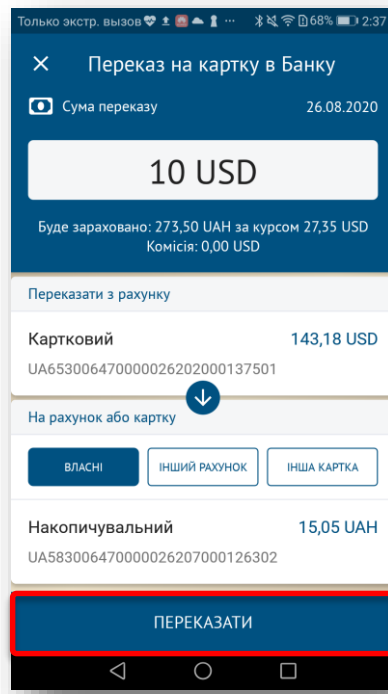 Только экстр. вызов ... 68% 2:37
× Переказ на картку в Банку
Сума переказу 26.08.2020
10 USD
Буде зараховано: 273,50 UAH за курсом 27,35 USD
Комісія: 0,00 USD
Переказати з рахунку
Картковий 143,18 USD
UA653006470000026202000137501
На рахунок або картку
ВЛАСНІ ІНШИЙ РАХУНОК ІНША КАРТКА
Накопичувальний 15,05 UAH
UA583006470000026207000126302
ПЕРЕКАЗАТИ